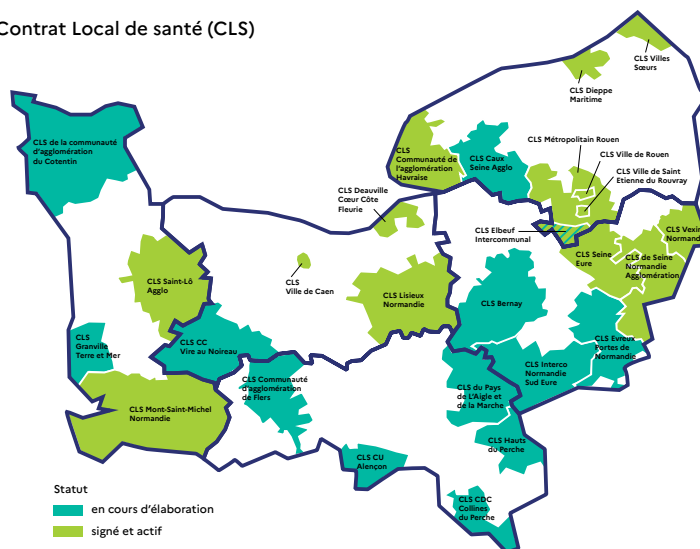 Contrat Local de santé (CLS)
CLS Villes
Sœurs
CLS Dieppe
Maritime
CLS de la communauté
d'agglomération
du Cotentin
CLS
Communauté de
l'agglomération
Havraise
CLS Caux
Seine Agglo
CLS Métropolitain Rouen
CLS Ville de Rouen
CLS Ville de Saint
Etienne du Rouvray
CLS Deauville
Cœur Côte
Fleurie
CLS Elbeuf
Intercommunal
CLS Vexin
Normand
CLS Seine
Eure
CLS de Seine
Normandie
Agglomération
CLS Saint-Lô
Agglo
CLS
Ville de Caen
CLS Lisieux
Normandie
CLS Bernay
CLS
Granville
Terre et Mer
CLS CC
Vire au Noireau
CLS Evreux
Portes de
Normandie
CLS Interco
Normandie
Sud Eure
CLS Communauté
d'agglomération
de Flers
CLS du Pays
de L'Aigle et
de la Marche
CLS Mont-Saint-Michel
Normandie
CLS Hauts
du Perche
CLS CU
Alençon
CLS CDC
Collines
du Perche
Statut
en cours d'élaboration
signé et actif